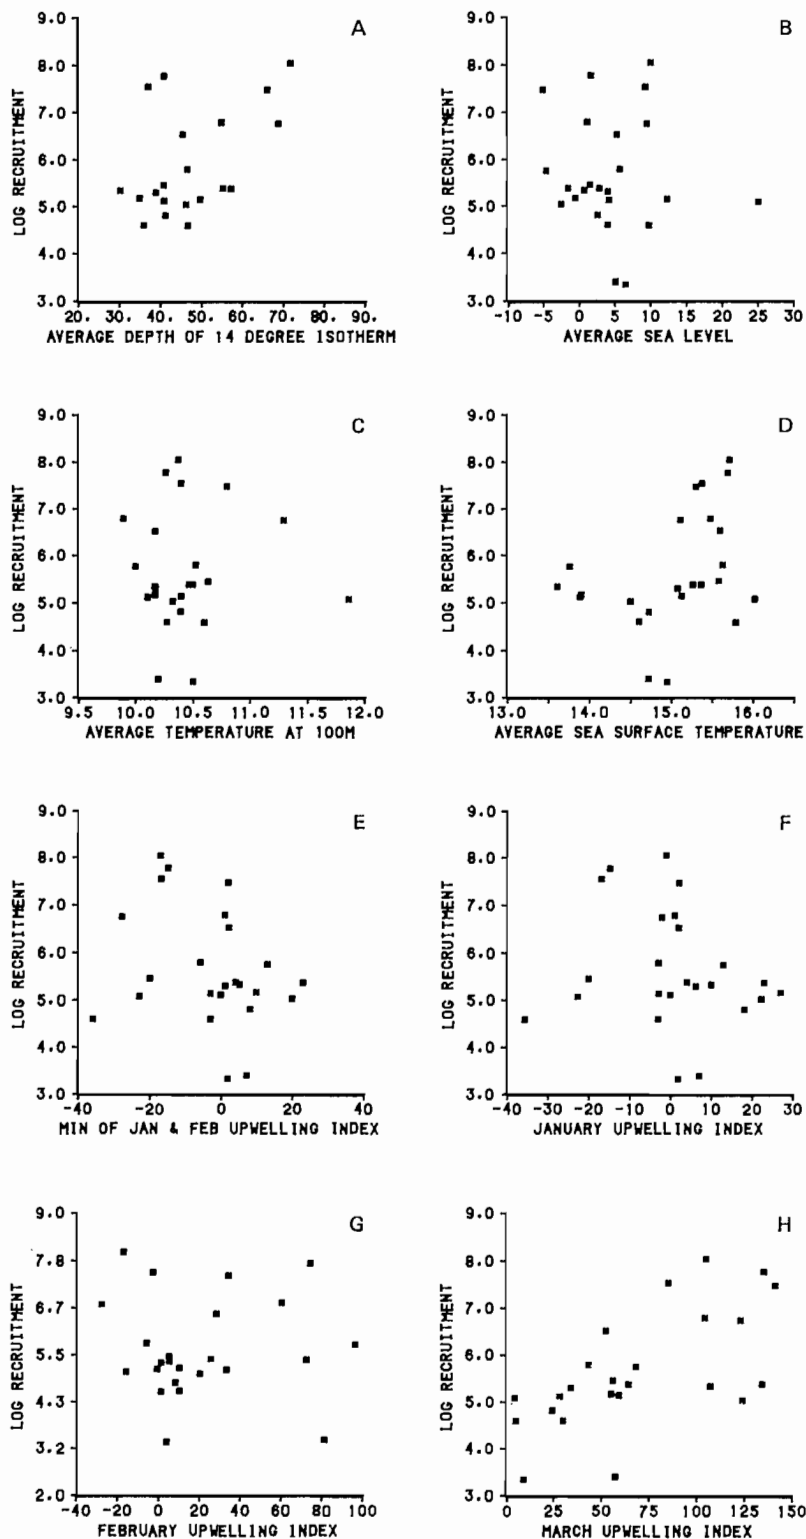 A
9.0
8.0
7.0
6.0
5.0
4.0
3.0
LOG RECRUITMENT
20. 30. 40. 50. 60. 70. 80. 90.
AVERAGE DEPTH OF 14 DEGREE ISOTHERM
B
9.0
8.0
7.0
6.0
5.0
4.0
3.0
LOG RECRUITMENT
-10 -5 0 5 10 15 20 25 30
AVERAGE SEA LEVEL
C
9.0
8.0
7.0
6.0
5.0
4.0
3.0
LOG RECRUITMENT
9.5 10.0 10.5 11.0 11.5 12.0
AVERAGE TEMPERATURE AT 100M
D
9.0
8.0
7.0
6.0
5.0
4.0
3.0
LOG RECRUITMENT
13.0 14.0 15.0 16.0
AVERAGE SEA SURFACE TEMPERATURE
E
9.0
8.0
7.0
6.0
5.0
4.0
3.0
LOG RECRUITMENT
-40 -20 0 20 40
MIN OF JAN & FEB UPWELLING INDEX
F
9.0
8.0
7.0
6.0
5.0
4.0
3.0
LOG RECRUITMENT
-40 -30 -20 -10 0 10 20 30
JANUARY UPWELLING INDEX
G
9.0
7.8
6.7
5.5
4.3
3.2
2.0
LOG RECRUITMENT
-40 -20 0 20 40 60 80 100
FEBRUARY UPWELLING INDEX
H
9.0
8.0
7.0
6.0
5.0
4.0
3.0
LOG RECRUITMENT
0 25 50 75 100 125 150
MARCH UPWELLING INDEX